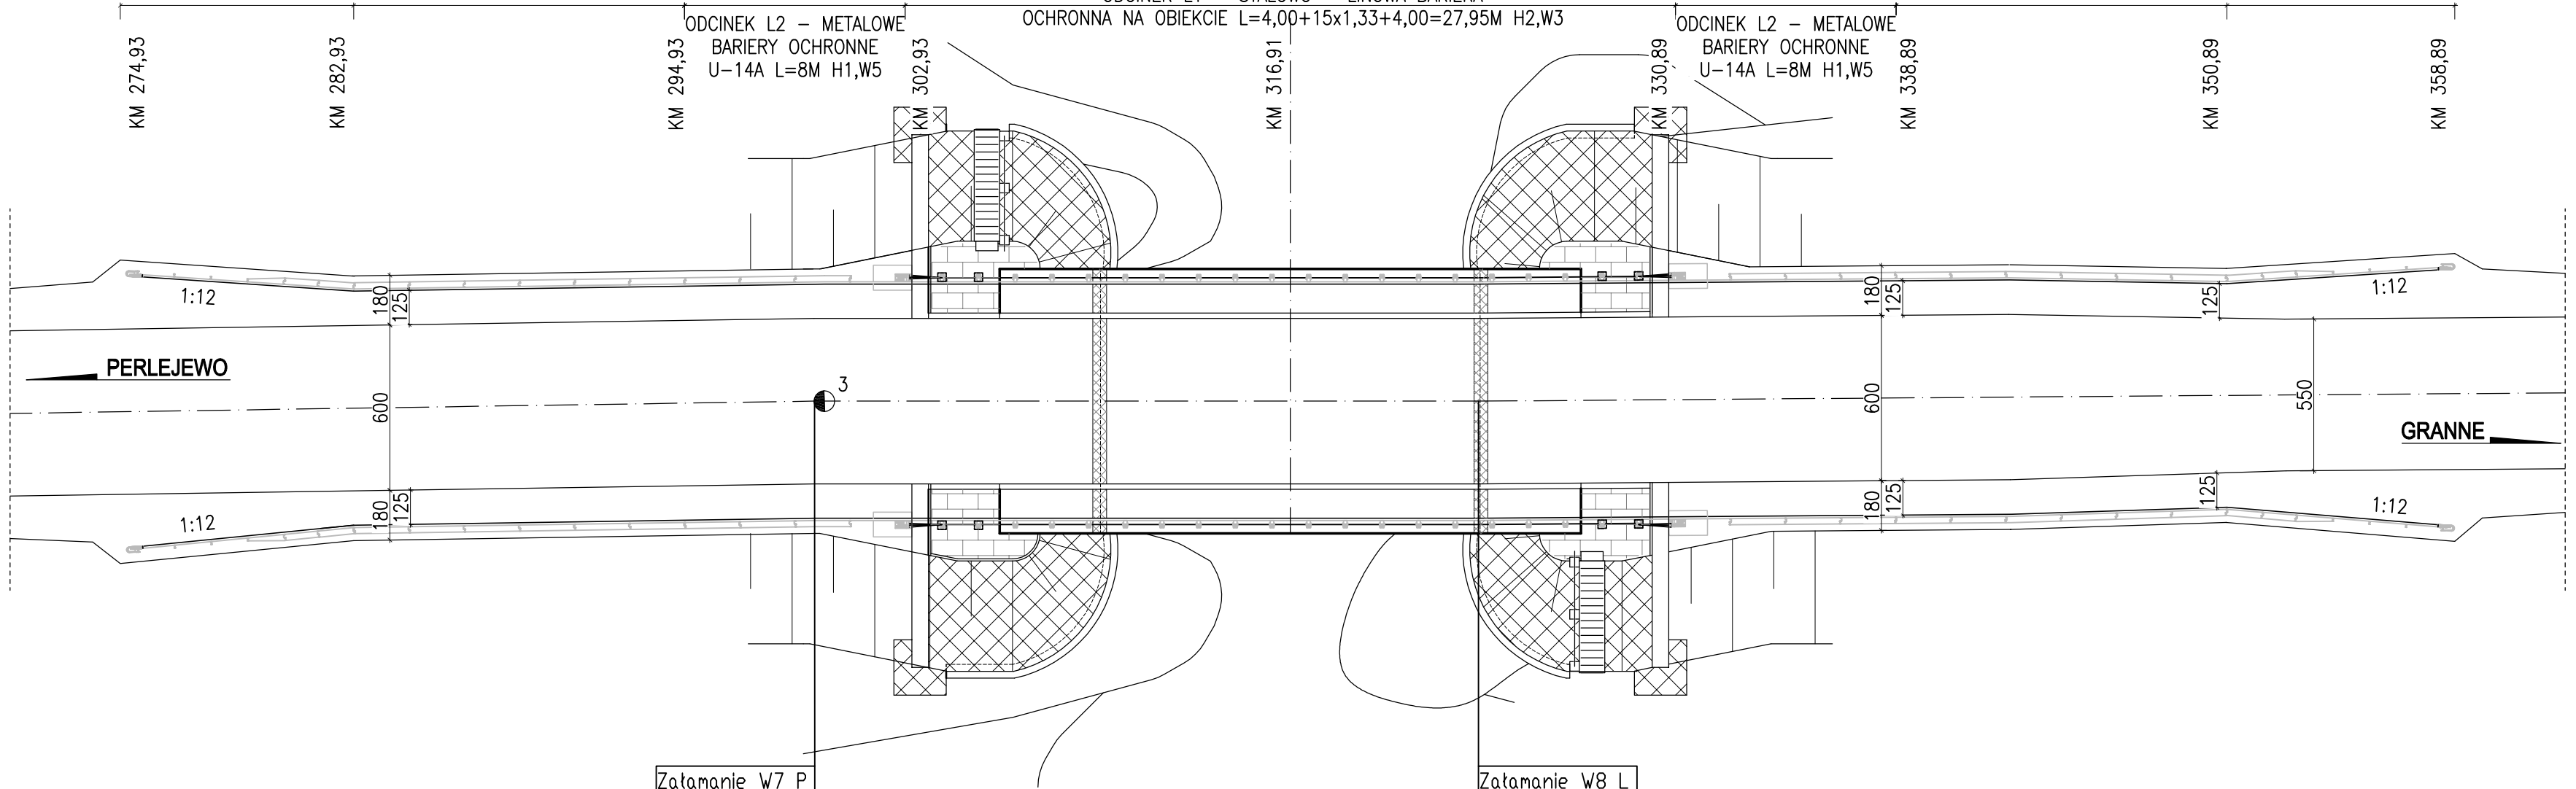 OCHRONNA NA OBIEKCIE L=4,00+15x1,33+4,00=27,95M H2,W3
ODCINEK L2 – METALOWE
BARIERY OCHRONNE
U–14A L=8M H1,W5
ODCINEK L2 – METALOWE
BARIERY OCHRONNE
U–14A L=8M H1,W5
KM 274,93
KM 282,93
KM 294,93
KM 302,93
KM 316,91
KM 330,89
KM 338,89
KM 350,89
KM 358,89
1:12
180
125
180
125
125
1:12
PERLEJEWO
3
600
600
550
GRANNE
1:12
180
125
180
125
125
1:12
Załamanie W7 P
Załamanie W8 L